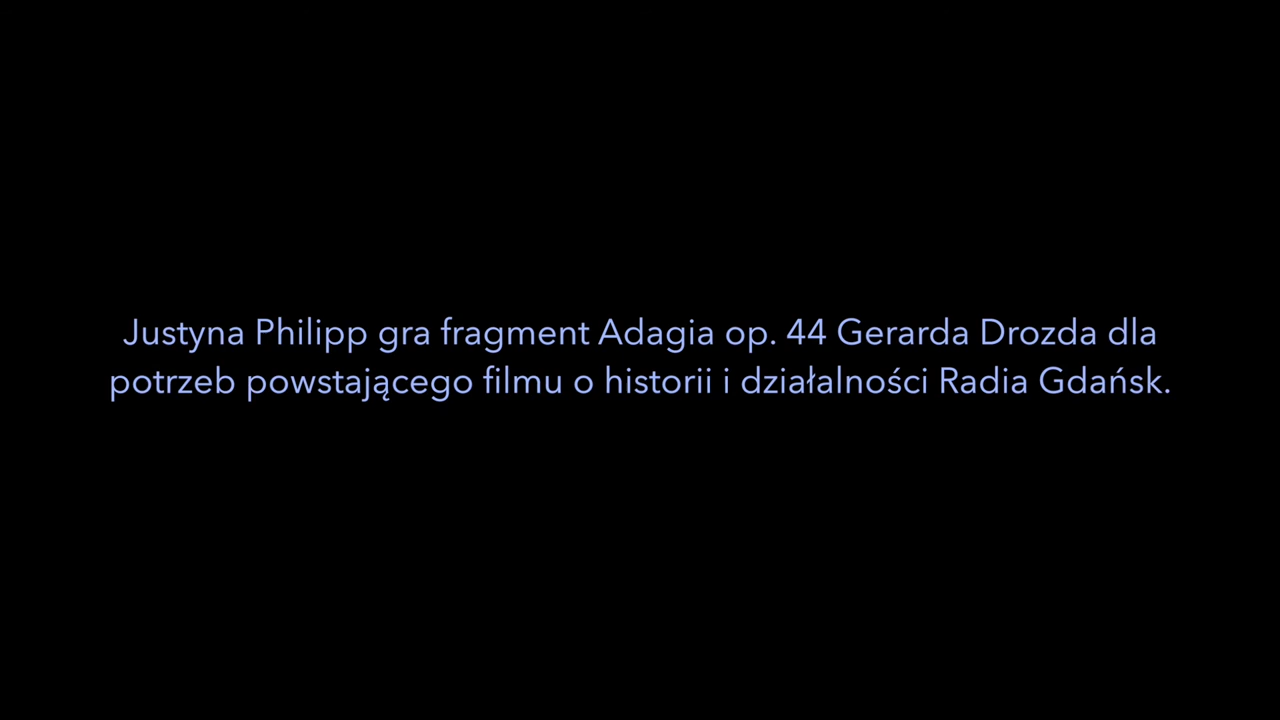 Justyna Philipp gra fragment Adagia op. 44 Gerarda Drozda dla
potrzeb powstającego filmu o historii i działalności Radia Gdańsk.